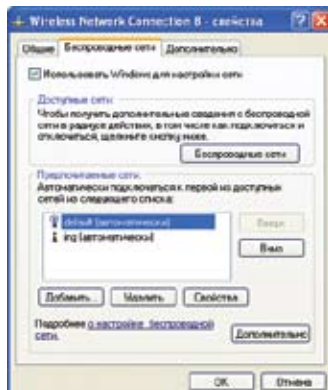 Wireless Network Connection 8 - свойства
Общие
Беспроводные сети
Дополнительно
Использовать Windows для настройки сети
Доступные сети:
Чтобы получить дополнительные сведения о беспроводной
сети в радиусе действия, в том числе как подключиться и
отключиться, щелкните кнопку ниже.
Беспроводные сети
Предпочитаемые сети:
Автоматически подключаться к первой из доступных
сетей из следующего списка:
default (автоматически)
ing (автоматически)
Вверх
Вниз
Добавить...
Удалить
Свойства
Подробнее о настройке беспроводной
сети.
Дополнительно
OK
Отмена